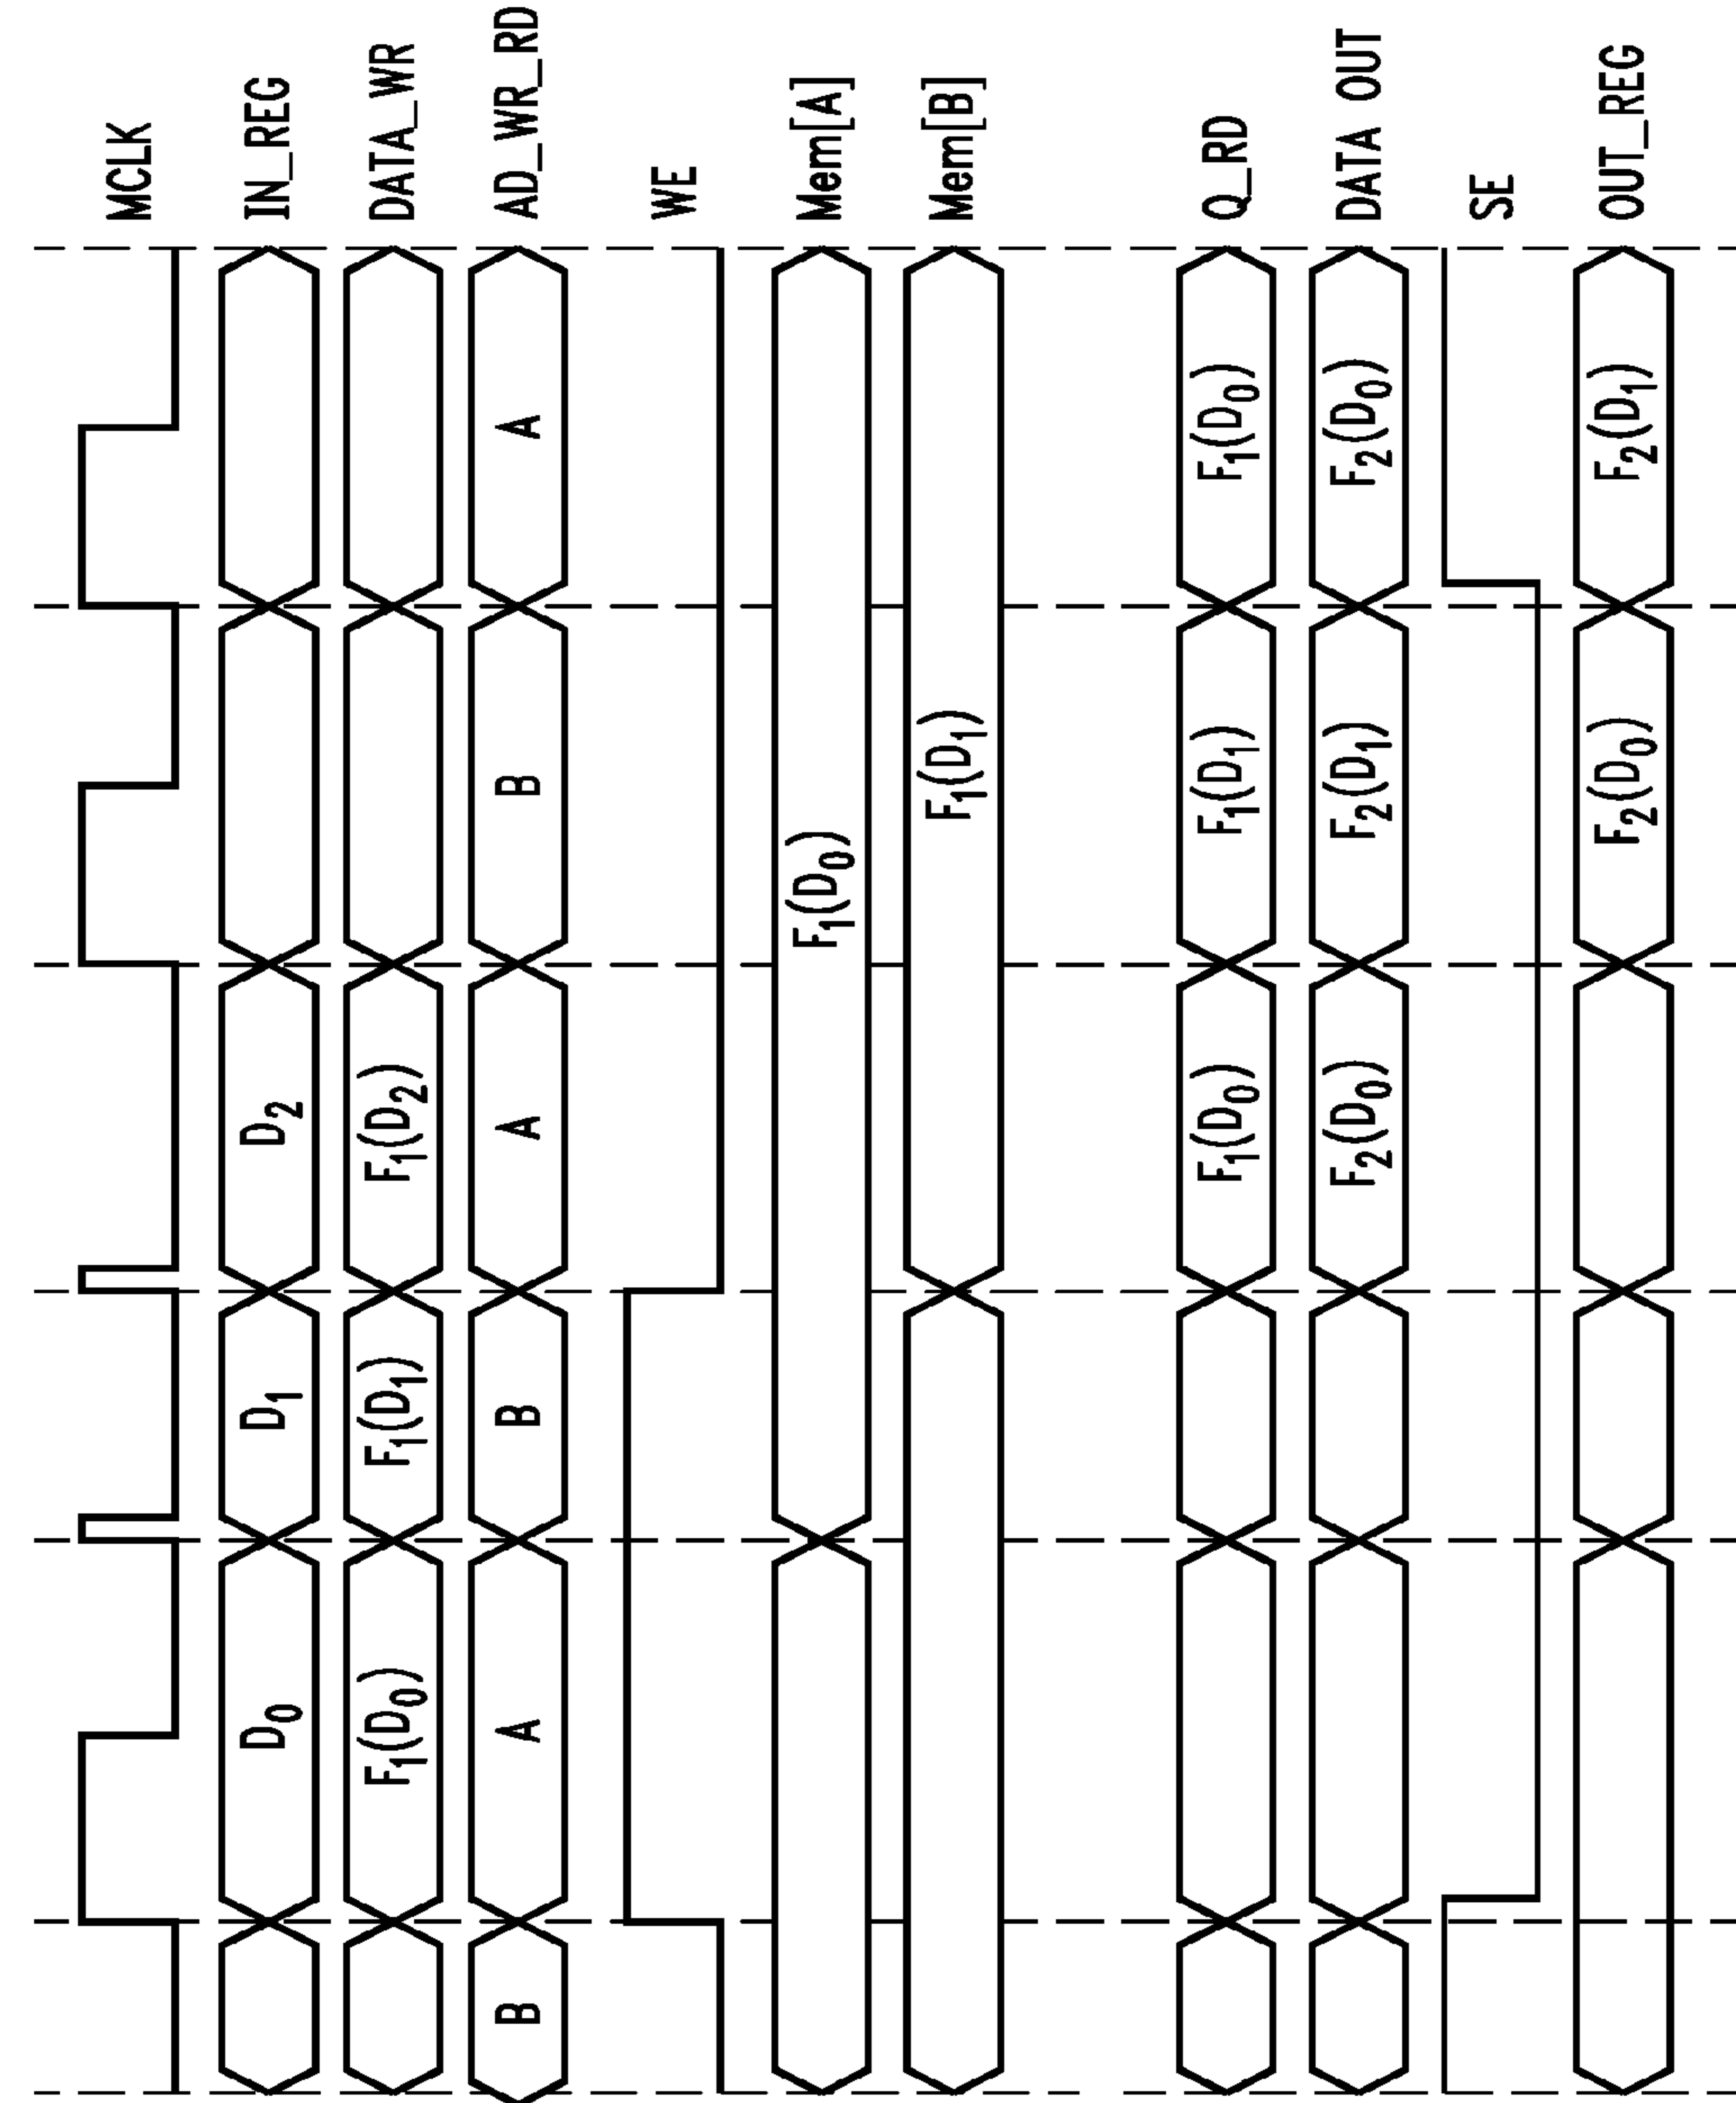 MCLK
IN_REG
D0
D1
D2
DATA_WR
F1(D0)
F1(D1)
F1(D2)
AD_WR_RD
B
A
B
A
B
A
WE
Mem[A]
F1(D0)
Mem[B]
F1(D1)
Q_RD
F1(D0)
F1(D1)
F1(D0)
DATA OUT
F2(D0)
F2(D1)
F2(D0)
SE
OUT_REG
F2(D0)
F2(D1)